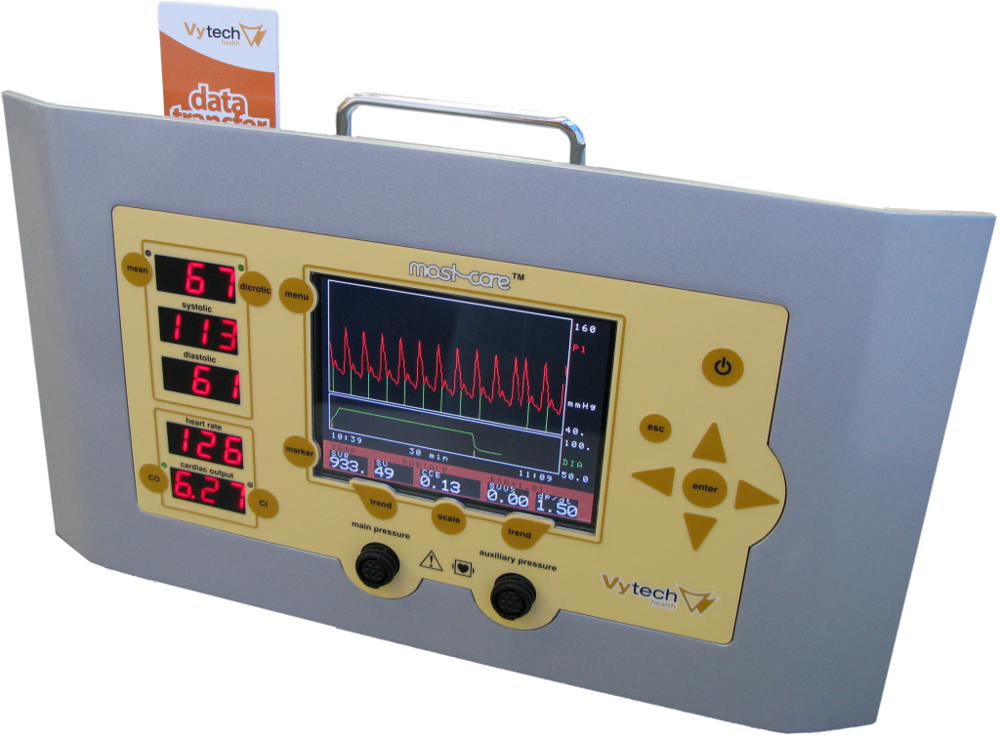 Vytech
health
data
transfer
most-care™
mean
67
dicrotic
systolic
113
diastolic
61
heart rate
126
cardiac output
CO
6.27
CI
menu
marker
160
P1
mmHg
40.
100.
DIA
50.0
10:39
30 min
11:09
RADIALE
SVR
933.
SV
49
CCE
0.13
SVV%
0.00
dp/dt
1.50
trend
scale
trend
main pressure
auxiliary pressure
esc
enter
Vytech
health